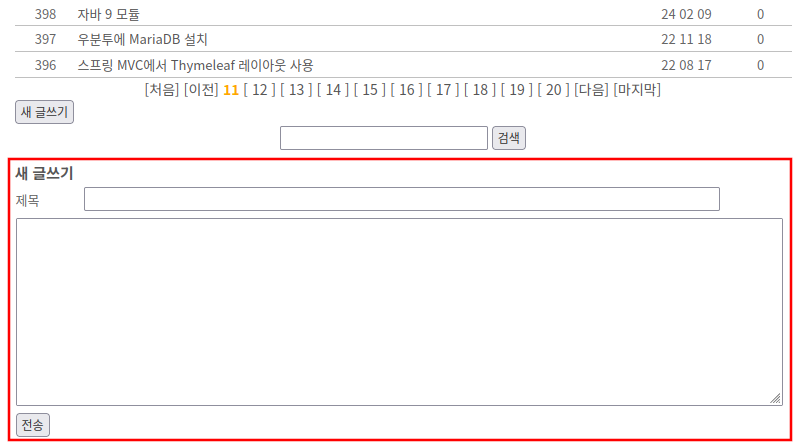 398 자바 9 모듈 24 02 09 0
397 우분투에 MariaDB 설치 22 11 18 0
396 스프링 MVC에서 Thymeleaf 레이아웃 사용 22 08 17 0
[처음] [이전] 11 [ 12 ] [ 13 ] [ 14 ] [ 15 ] [ 16 ] [ 17 ] [ 18 ] [ 19 ] [ 20 ] [다음] [마지막]
새 글쓰기
검색
새 글쓰기
제목
전송